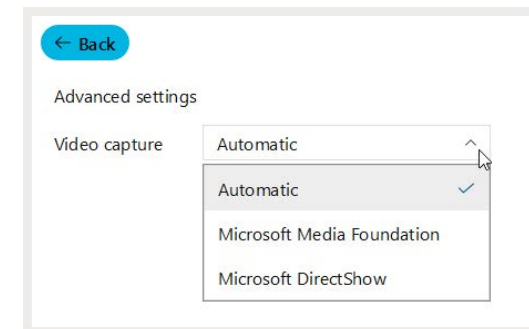 ← Back
Advanced settings
Video capture Automatic
Automatic
Microsoft Media Foundation
Microsoft DirectShow